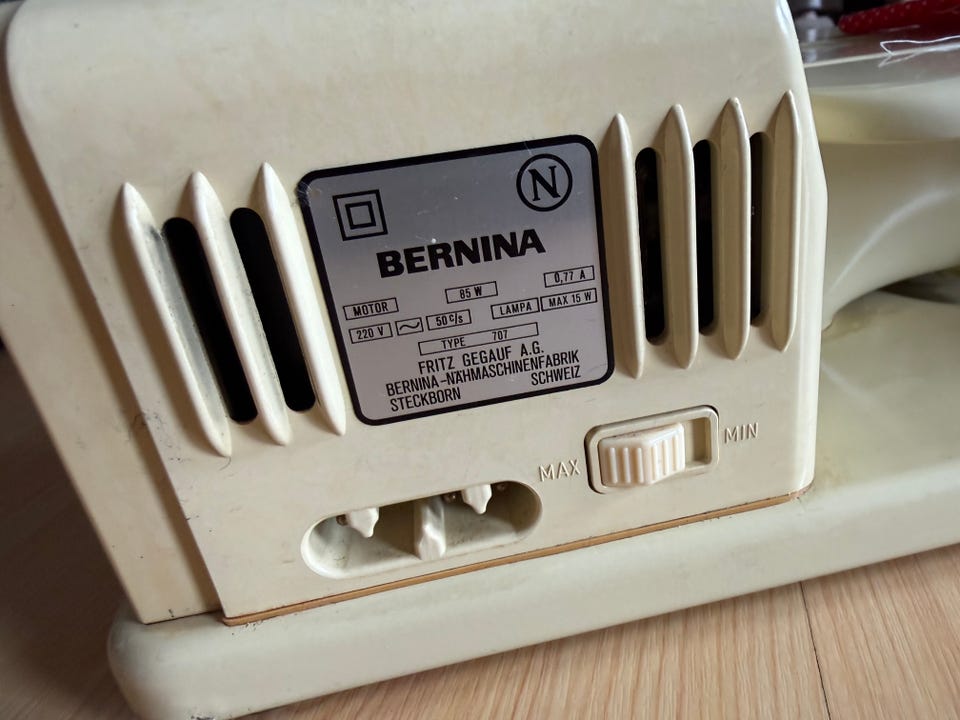 N
BERNINA
MOTOR 85 W 0,77 A
220 V ~ 50 c/s LAMPA MAX 15 W
TYPE 707
FRITZ GEGAUF A.G.
BERNINA-NÄHMASCHINENFABRIK
STECKBORN SCHWEIZ
MAX MIN